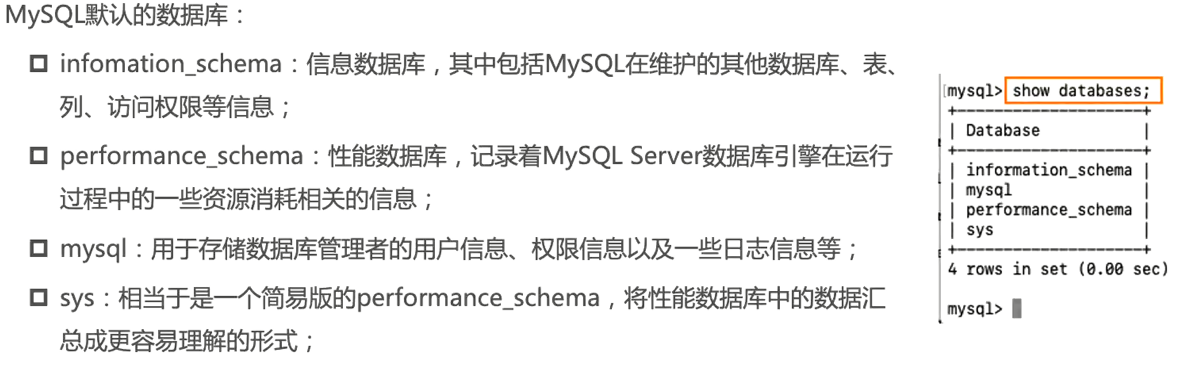 MySQL默认的数据库：
infomation_schema：信息数据库，其中包括MySQL在维护的其他数据库、表、
列、访问权限等信息；
performance_schema：性能数据库，记录着MySQL Server数据库引擎在运行
过程中的一些资源消耗相关的信息；
mysql：用于存储数据库管理者的用户信息、权限信息以及一些日志信息等；
sys：相当于是一个简易版的performance_schema，将性能数据库中的数据汇
总成更容易理解的形式；
mysql> show databases;
+--------------------+
| Database           |
+--------------------+
| information_schema |
| mysql              |
| performance_schema |
| sys                |
+--------------------+
4 rows in set (0.00 sec)
mysql>